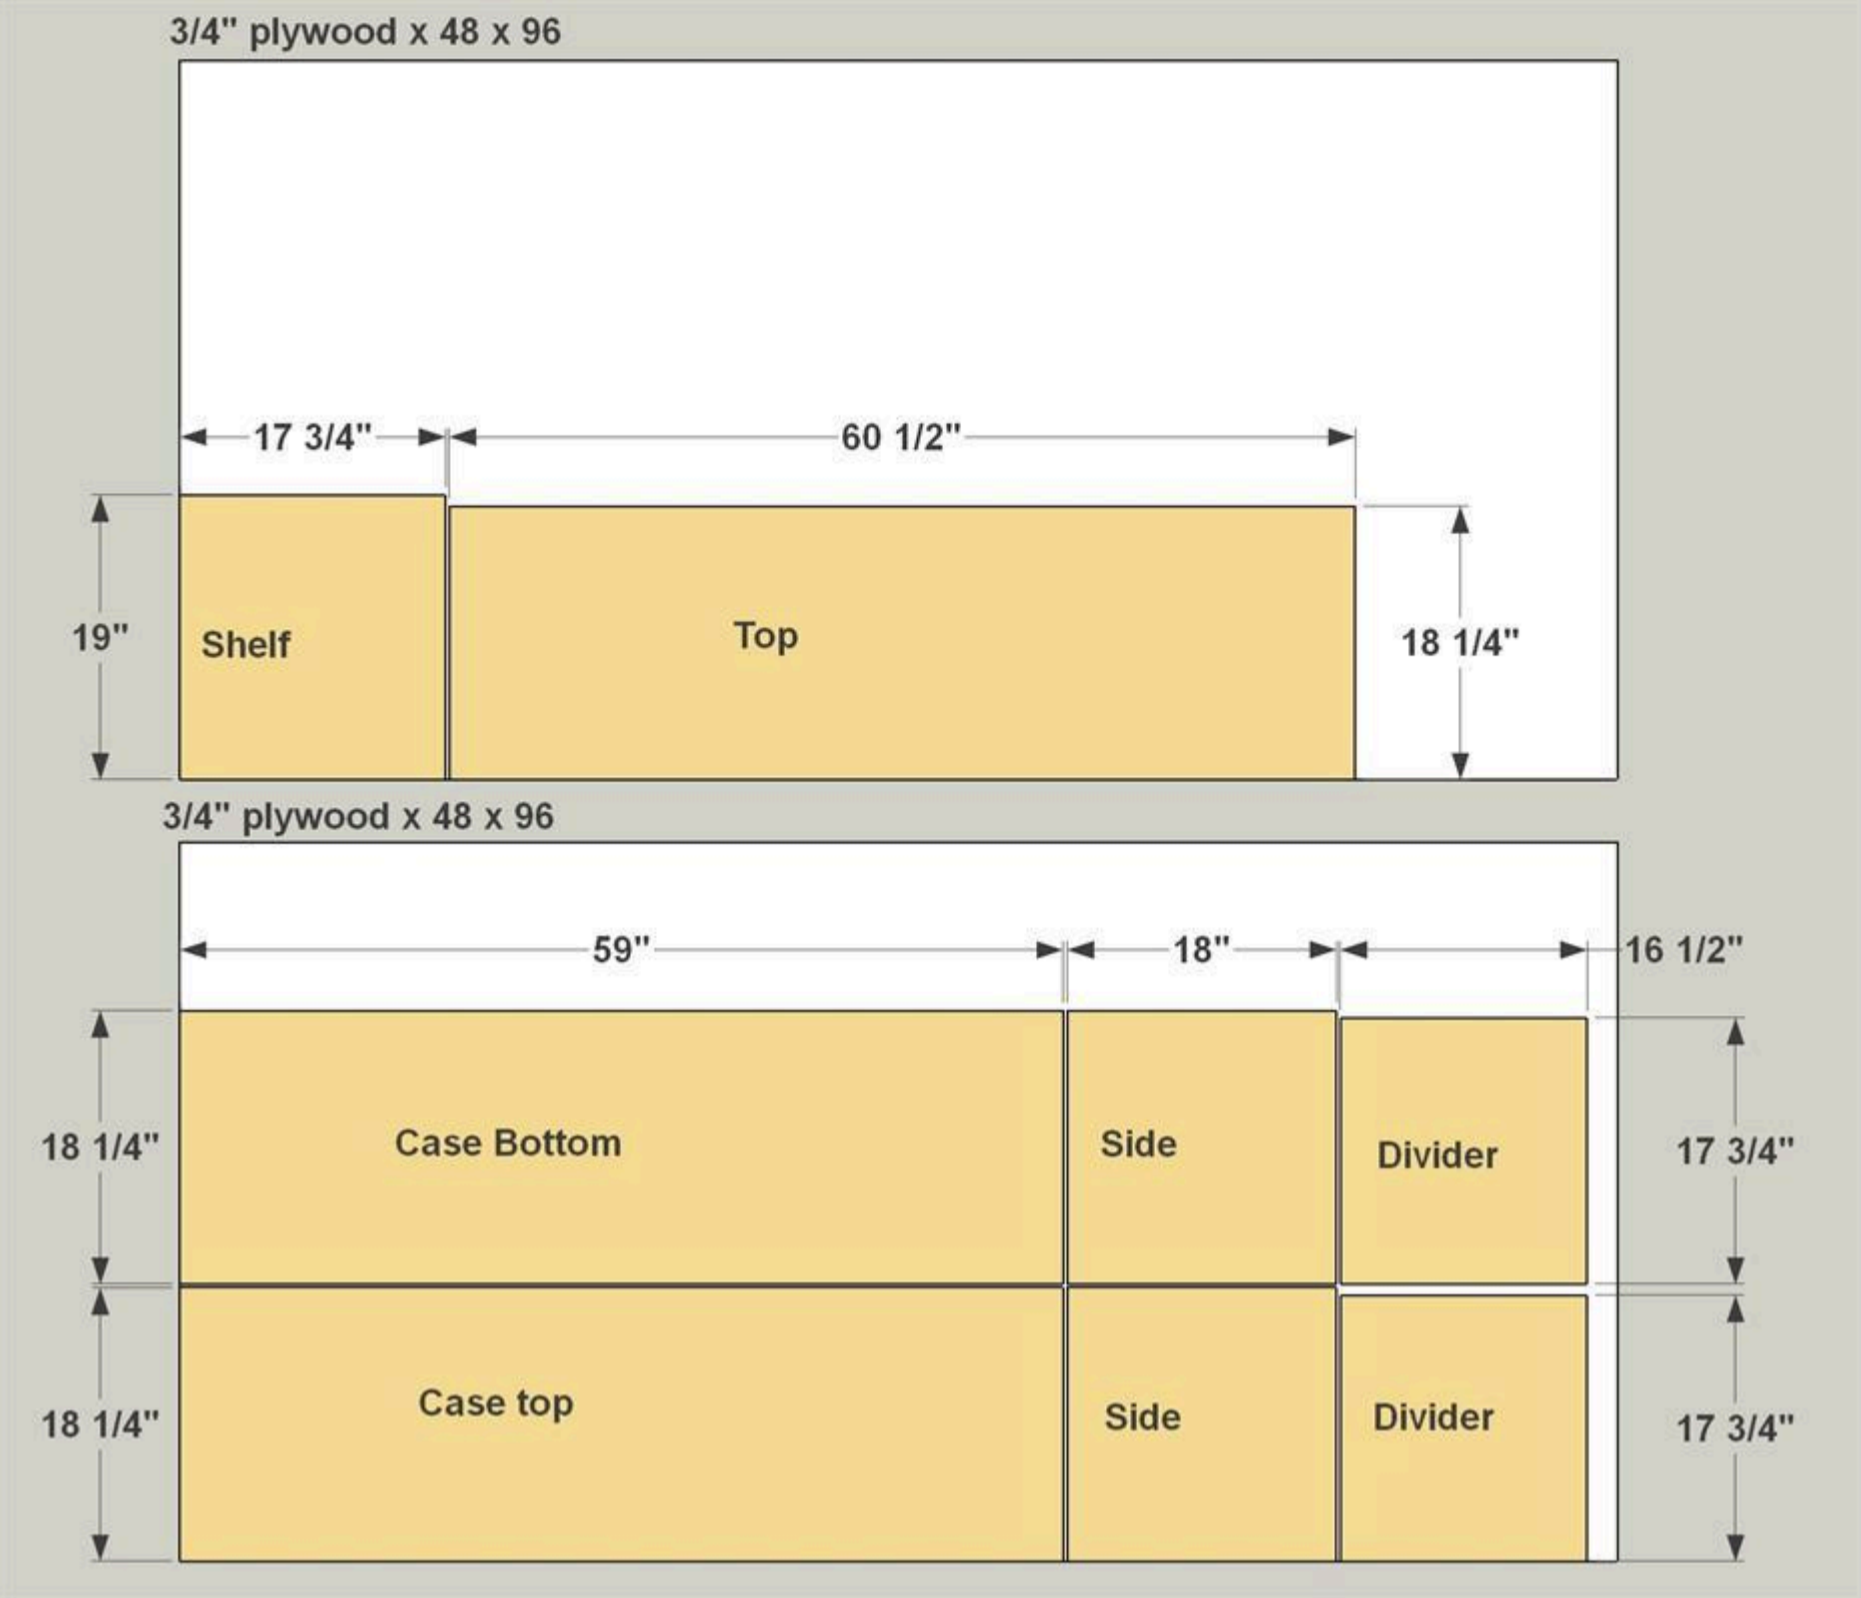 3/4" plywood x 48 x 96
17 3/4"
60 1/2"
19"
Shelf
Top
18 1/4"
3/4" plywood x 48 x 96
59"
18"
16 1/2"
18 1/4"
Case Bottom
Side
Divider
17 3/4"
18 1/4"
Case top
Side
Divider
17 3/4"